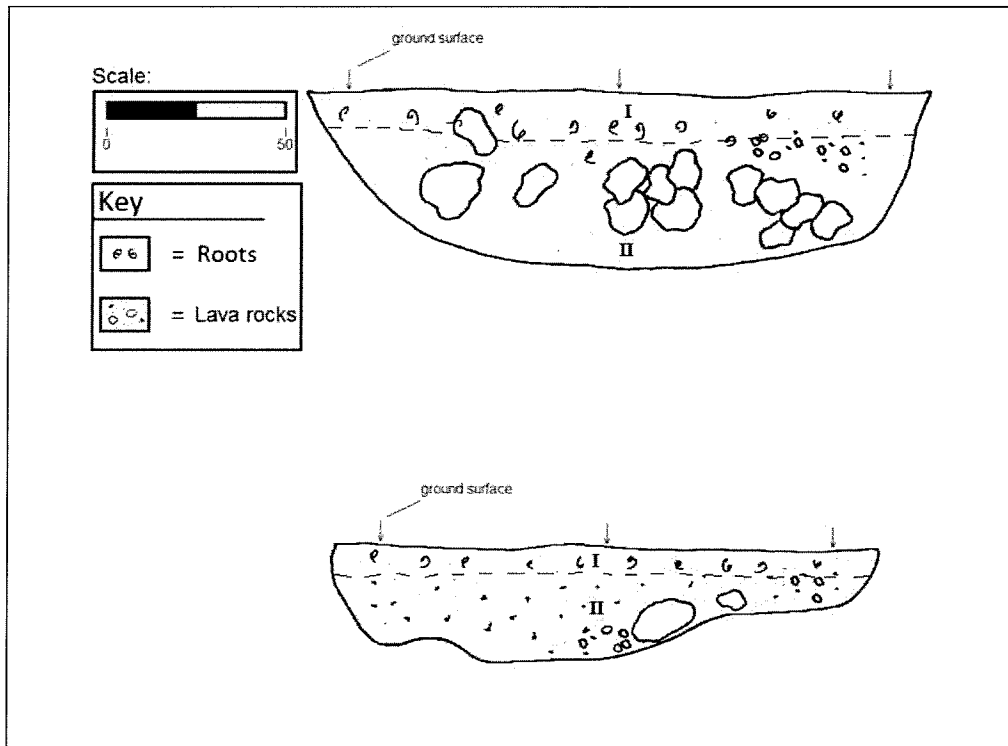 ground surface
Scale:
0 50
I
II
Key
= Roots
= Lava rocks
ground surface
I
II